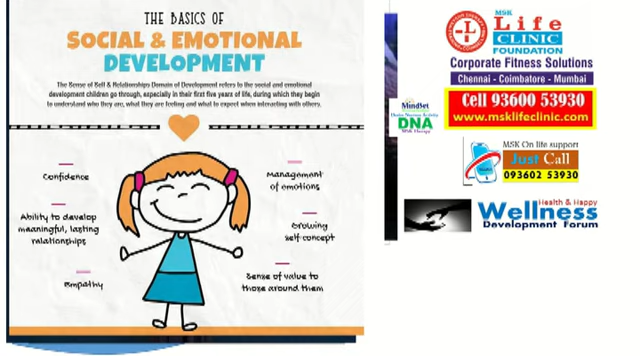 THE BASICS OF
SOCIAL & EMOTIONAL
DEVELOPMENT
The Sense of Self & Relationships Domain of Development refers to the social and emotional
development children go through, especially in their first five years of life, during which they begin
to understand who they are, what they are feeling and what to expect when interacting with others.
Confidence
Ability to develop
meaningful, lasting
relationships
Empathy
Management
of emotions
Growing
self-concept
Sense of value to
those around them
MSK
Life
CLINIC
FOUNDATION
Corporate Fitness Solutions
Chennai - Coimbatore - Mumbai
Cell 93600 53930
www.msklifeclinic.com
MindSet
DNA
MSK Therapy
MSK On life support
Just Call
093602 53930
Health & Happy
Wellness
Development Forum